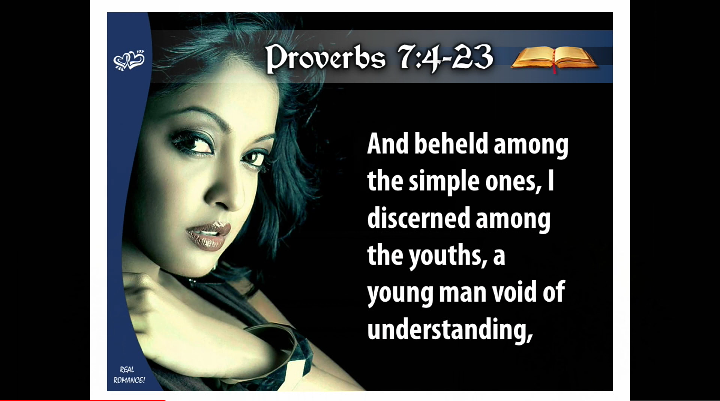 Proverbs 7:4-23
And beheld among
the simple ones, I
discerned among
the youths, a
young man void of
understanding,
REAL
ROMANCE!